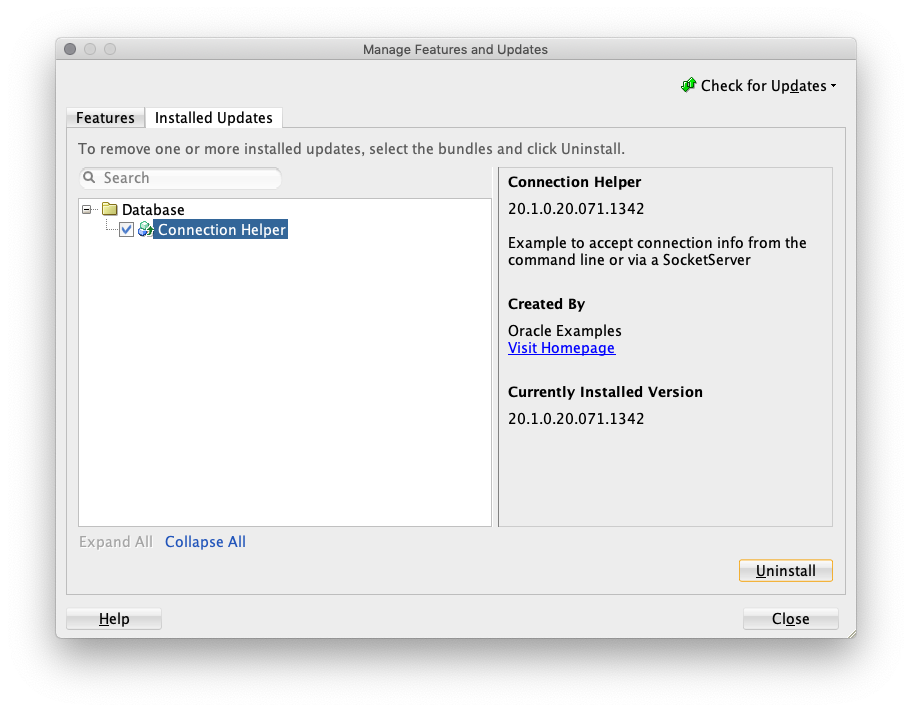 Manage Features and Updates
Check for Updates
Features
Installed Updates
To remove one or more installed updates, select the bundles and click Uninstall.
Search
Database
Connection Helper
Connection Helper
20.1.0.20.071.1342
Example to accept connection info from the
command line or via a SocketServer
Created By
Oracle Examples
Visit Homepage
Currently Installed Version
20.1.0.20.071.1342
Expand All
Collapse All
Uninstall
Help
Close